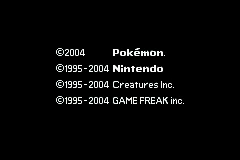 ©2004 Pokémon.
©1995-2004 Nintendo
©1995-2004 Creatures Inc.
©1995-2004 GAME FREAK inc.